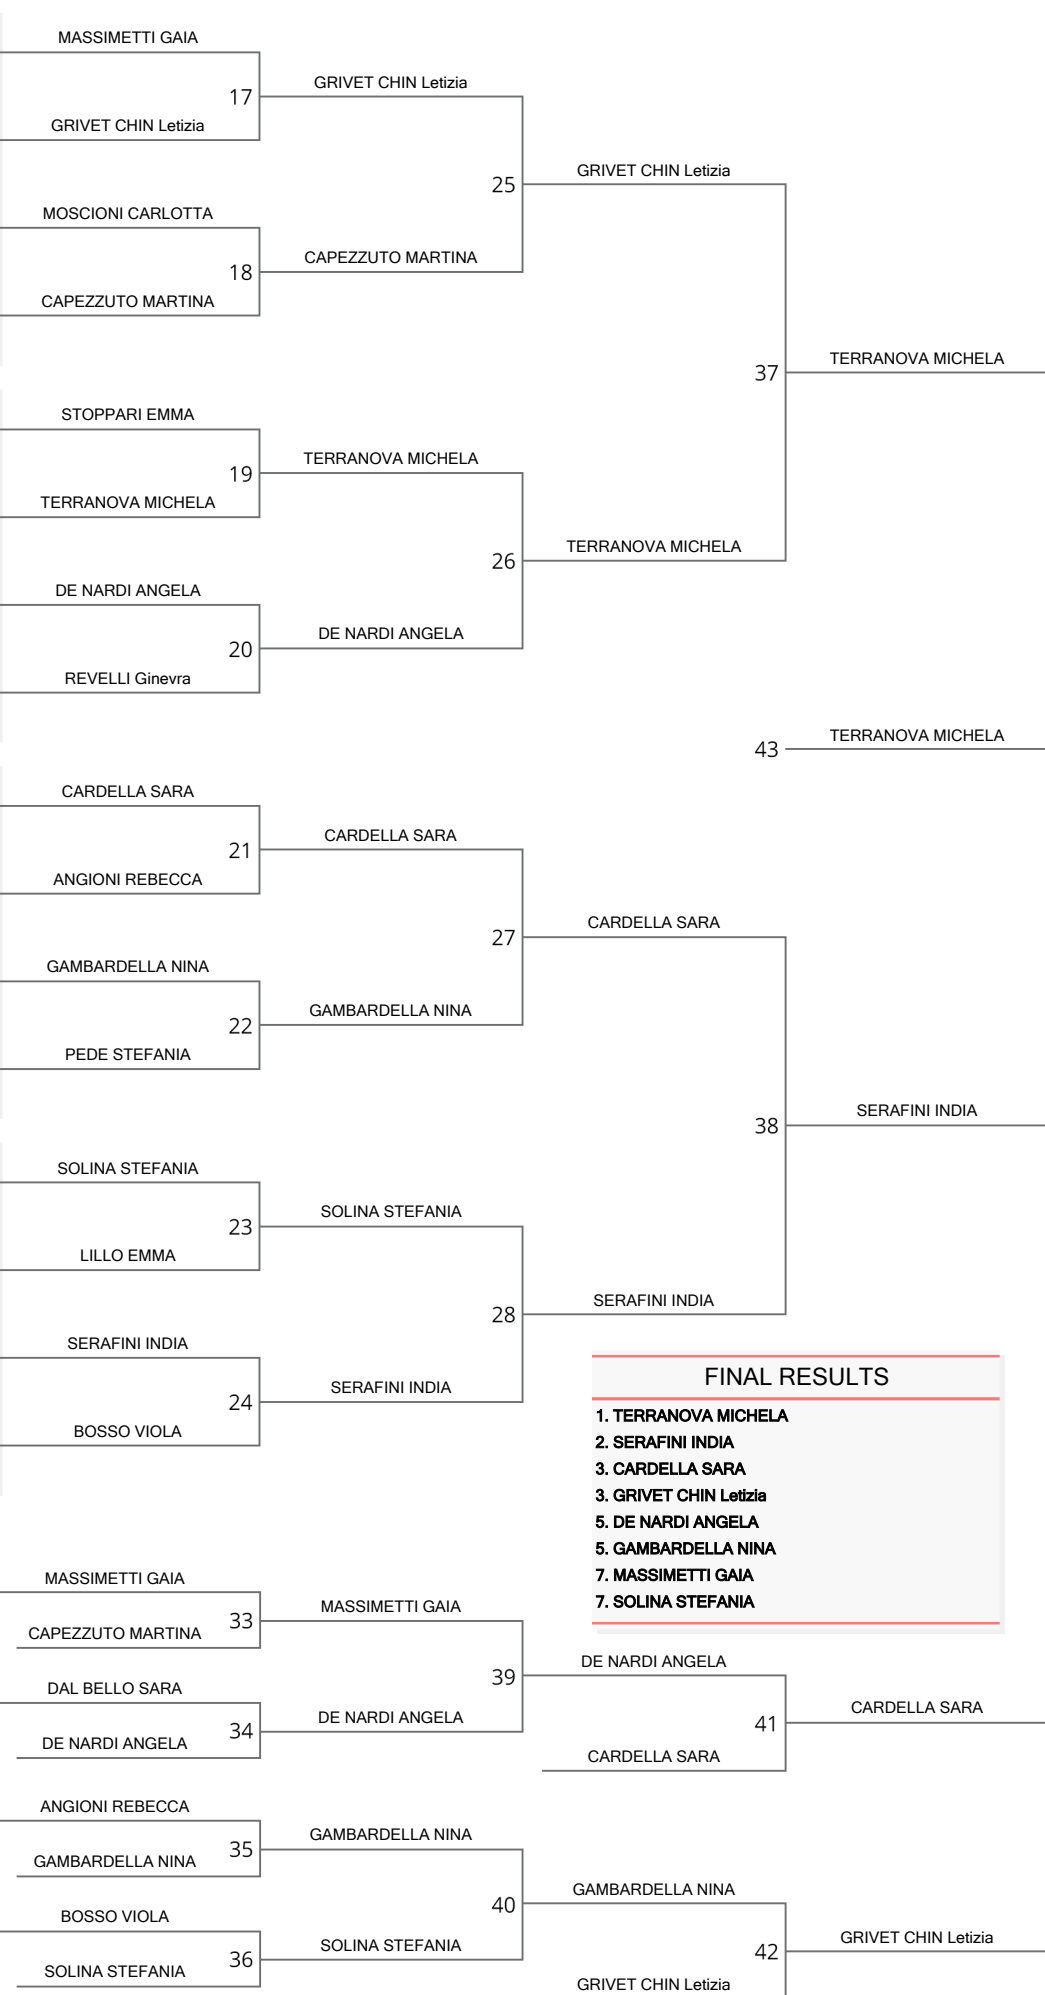 MASSIMETTI GAIA
GRIVET CHIN Letizia
17
GRIVET CHIN Letizia
GRIVET CHIN Letizia
25
MOSCIONI CARLOTTA
CAPEZZUTO MARTINA
18
CAPEZZUTO MARTINA
TERRANOVA MICHELA
37
STOPPARI EMMA
TERRANOVA MICHELA
19
TERRANOVA MICHELA
TERRANOVA MICHELA
26
DE NARDI ANGELA
DE NARDI ANGELA
20
REVELLI Ginevra
TERRANOVA MICHELA
43
CARDELLA SARA
CARDELLA SARA
21
ANGIONI REBECCA
CARDELLA SARA
27
GAMBARDELLA NINA
GAMBARDELLA NINA
22
PEDE STEFANIA
SERAFINI INDIA
38
SOLINA STEFANIA
SOLINA STEFANIA
23
LILLO EMMA
SERAFINI INDIA
28
SERAFINI INDIA
SERAFINI INDIA
24
BOSSO VIOLA
FINAL RESULTS
1. TERRANOVA MICHELA
2. SERAFINI INDIA
3. CARDELLA SARA
3. GRIVET CHIN Letizia
5. DE NARDI ANGELA
5. GAMBARDELLA NINA
7. MASSIMETTI GAIA
7. SOLINA STEFANIA
MASSIMETTI GAIA
MASSIMETTI GAIA
33
CAPEZZUTO MARTINA
DE NARDI ANGELA
39
DAL BELLO SARA
DE NARDI ANGELA
34
DE NARDI ANGELA
CARDELLA SARA
41
CARDELLA SARA
ANGIONI REBECCA
GAMBARDELLA NINA
35
GAMBARDELLA NINA
GAMBARDELLA NINA
40
BOSSO VIOLA
SOLINA STEFANIA
36
SOLINA STEFANIA
GRIVET CHIN Letizia
42
GRIVET CHIN Letizia